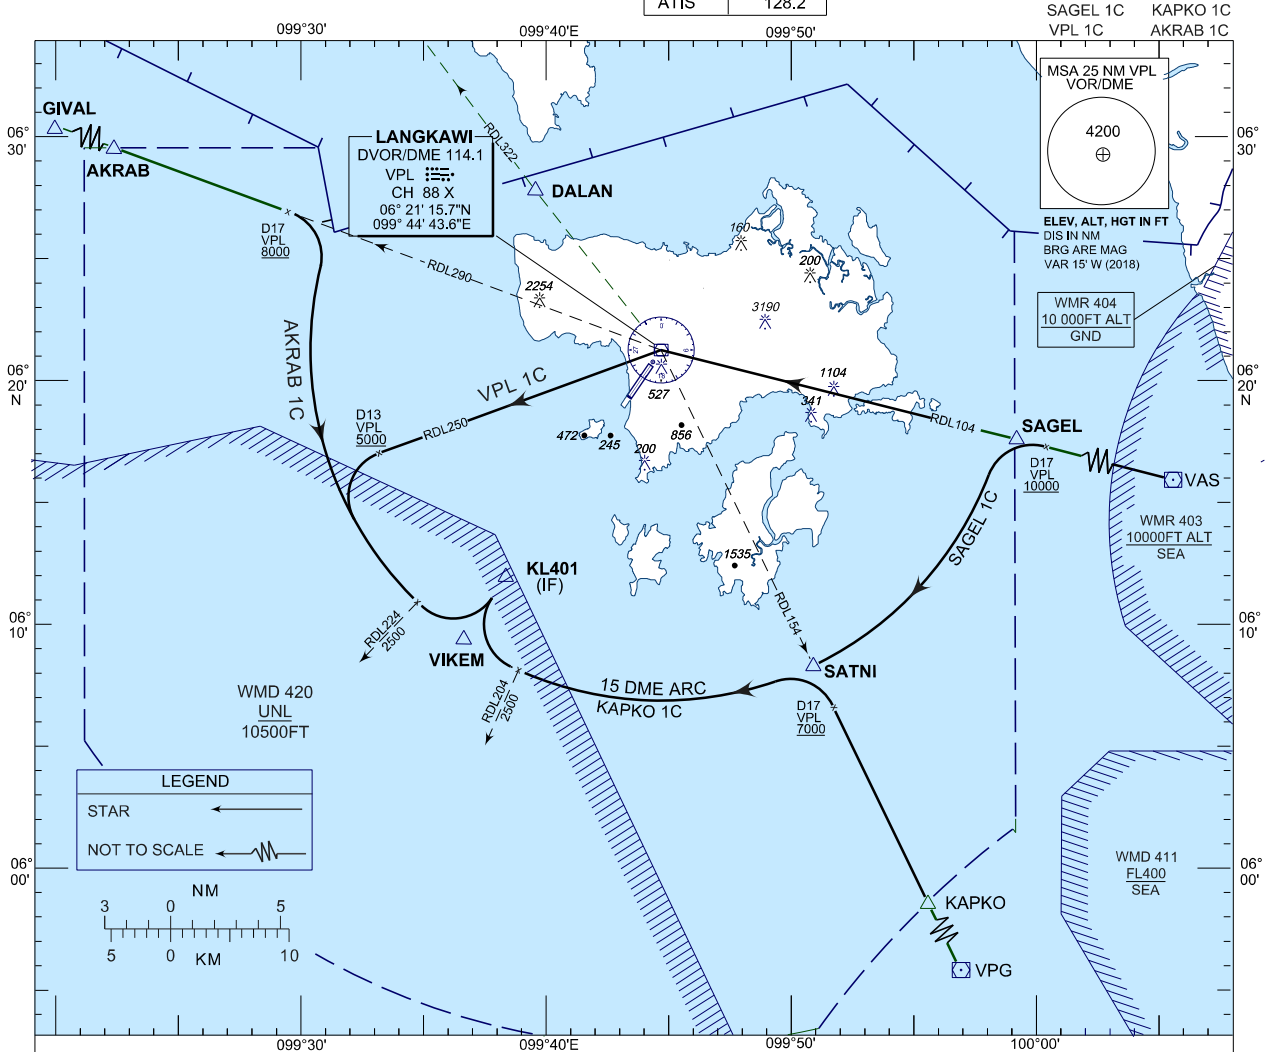 ATIS 128.2
SAGEL 1C KAPKO 1C
VPL 1C AKRAB 1C
099°30' 099°40'E 099°50'
MSA 25 NM VPL
VOR/DME
4200
06°
30'
06°
30'
GIVAL
AKRAB
LANGKAWI
DVOR/DME 114.1
VPL
CH 88 X
06° 21' 15.7"N
099° 44' 43.6"E
RDL322
DALAN
ELEV, ALT, HGT IN FT
DIS IN NM
BRG ARE MAG
VAR 15' W (2018)
D17
VPL
8000
RDL290
160
200
2254
3190
WMR 404
10 000FT ALT
GND
AKRAB 1C
VPL 1C
06°
20'
N
06°
20'
N
527
1104
341
D13
VPL
5000
RDL250
472
245
856
200
RDL104
SAGEL
D17
VPL
10000
VAS
SAGEL 1C
WMR 403
10000FT ALT
SEA
1535
KL401
(IF)
RDL154
06°
10'
06°
10'
RDL224
2500
VIKEM
SATNI
RDL204
2500
15 DME ARC
KAPKO 1C
D17
VPL
7000
WMD 420
UNL
10500FT
LEGEND
STAR
NOT TO SCALE
WMD 411
FL400
SEA
06°
00'
06°
00'
NM
3 0 5
5 0 10
KM
KAPKO
VPG
099°30' 099°40'E 099°50' 100°00'